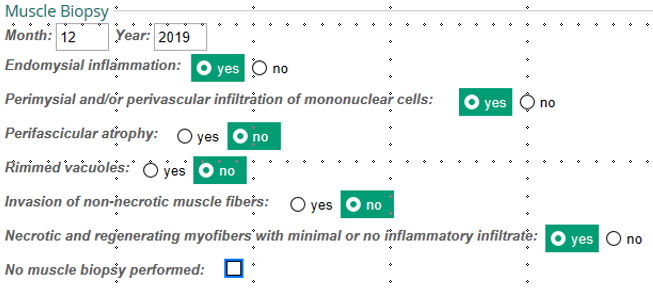 Muscle Biopsy
Month: 12 Year: 2019
Endomysial inflammation: yes no
Perimysial and/or perivascular infiltration of mononuclear cells: yes no
Perifascicular atrophy: yes no
Rimmed vacuoles: yes no
Invasion of non-necrotic muscle fibers: yes no
Necrotic and regenerating myofibers with minimal or no inflammatory infiltrate: yes no
No muscle biopsy performed: